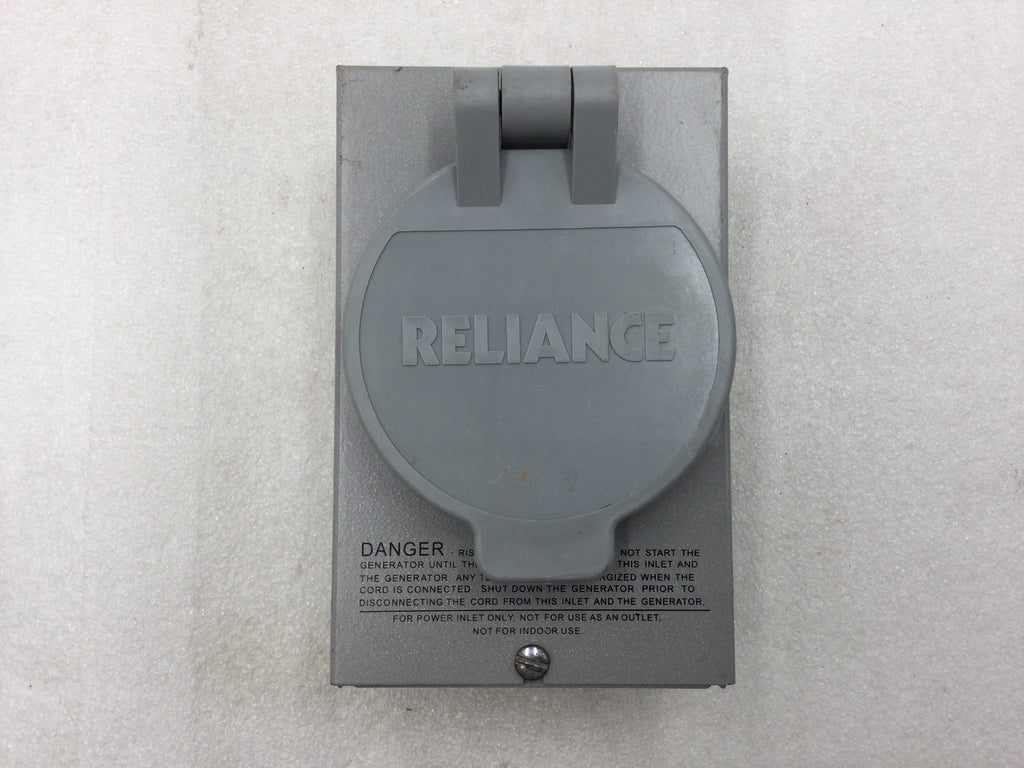 RELIANCE
DANGER - RIS NOT START THE
GENERATOR UNTIL TH THIS INLET AND
THE GENERATOR. ANY RGIZED WHEN THE
CORD IS CONNECTED. SHUT DOWN THE GENERATOR PRIOR TO
DISCONNECTING THE CORD FROM THIS INLET AND THE GENERATOR.
FOR POWER INLET ONLY, NOT FOR USE AS AN OUTLET.
NOT FOR INDOOR USE